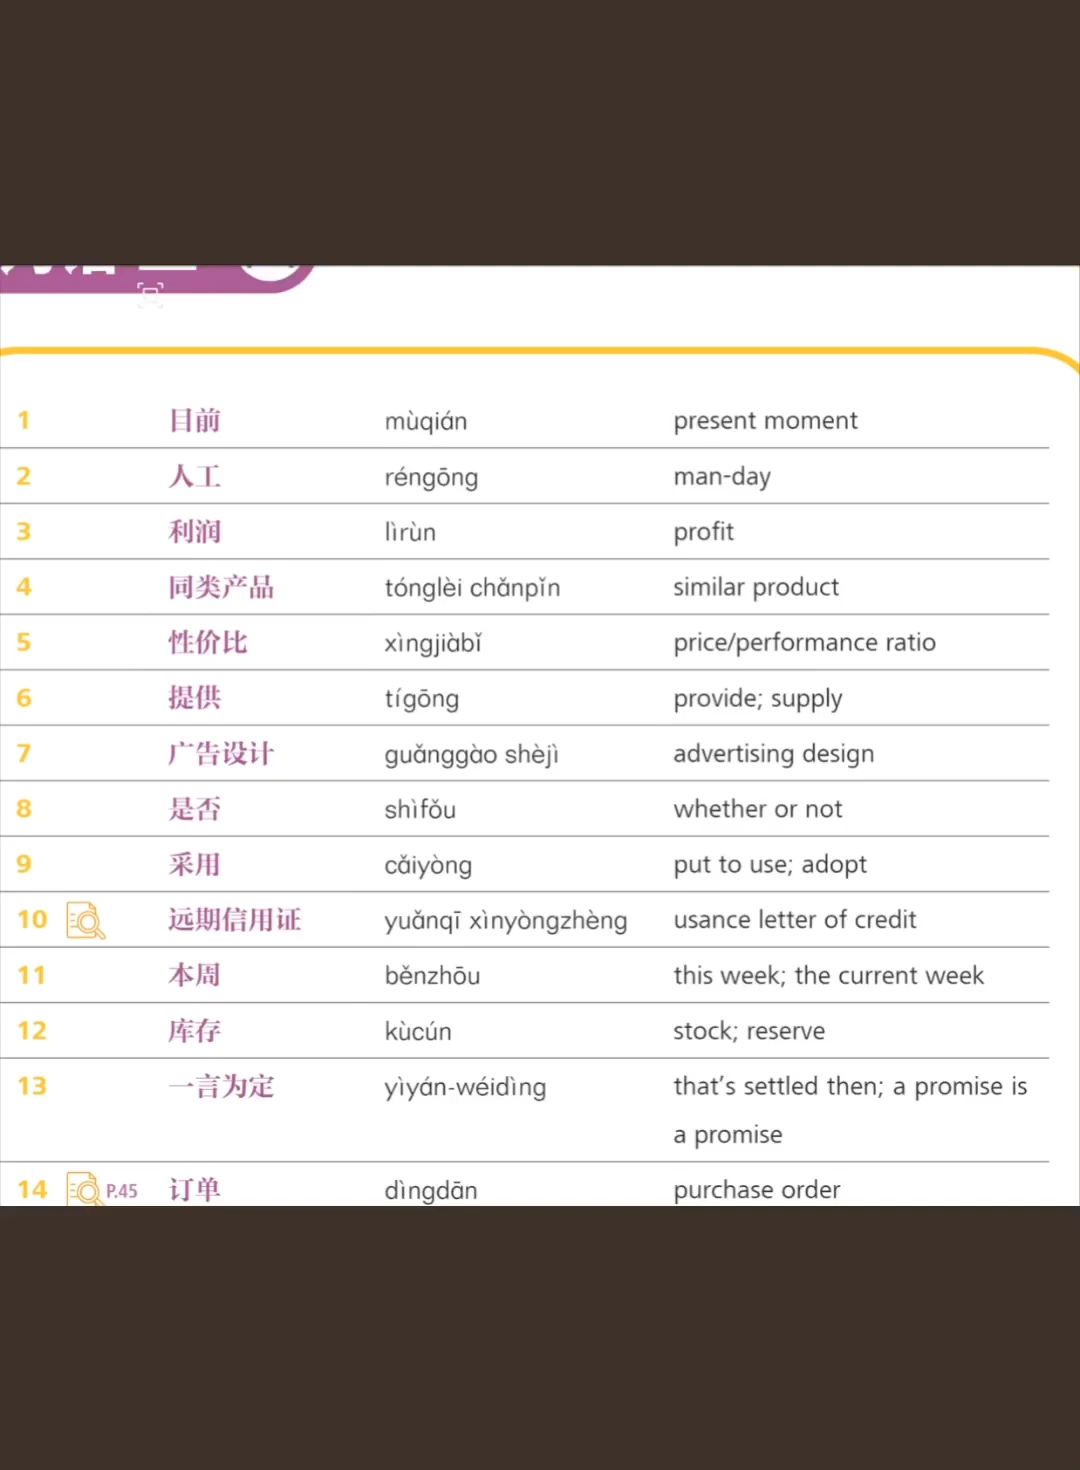 1 目前 mùqián present moment
2 人工 réngōng man-day
3 利润 lìrùn profit
4 同类产品 tónglèi chǎnpǐn similar product
5 性价比 xìngjiàbǐ price/performance ratio
6 提供 tígōng provide; supply
7 广告设计 guǎnggào shèjì advertising design
8 是否 shìfǒu whether or not
9 采用 cǎiyòng put to use; adopt
10 远期信用证 yuǎnqī xìnyòngzhèng usance letter of credit
11 本周 běnzhōu this week; the current week
12 库存 kùcún stock; reserve
13 一言为定 yìyán-wéidìng that's settled then; a promise is
a promise
14 P.45 订单 dìngdān purchase order